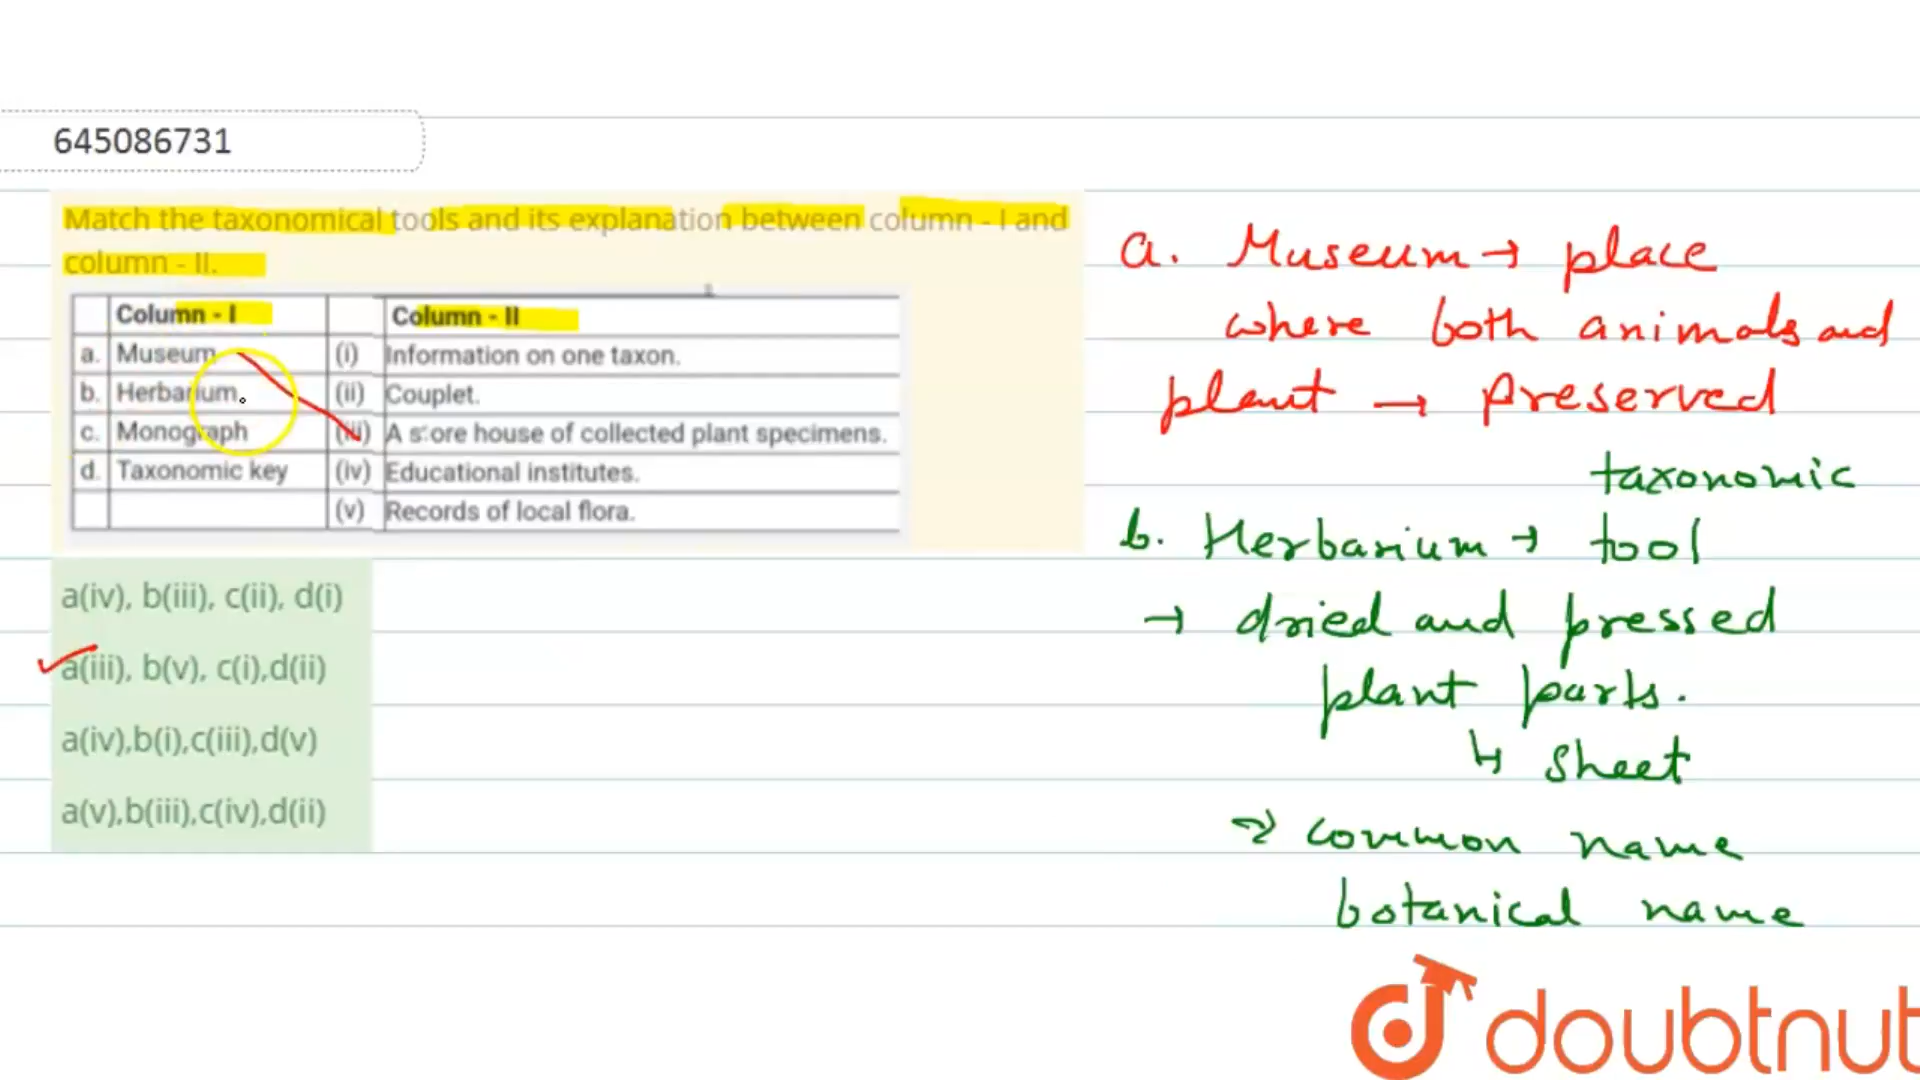 645086731
Match the taxonomical tools and its explanation between column - I and
column - II.
Column - I Column - II
a. Museum (i) Information on one taxon.
b. Herbarium. (ii) Couplet.
c. Monograph (iii) A store house of collected plant specimens.
d. Taxonomic key (iv) Educational institutes.
(v) Records of local flora.
a(iv), b(iii), c(ii), d(i)
a(iii), b(v), c(i),d(ii)
a(iv),b(i),c(iii),d(v)
a(v),b(iii),c(iv),d(ii)
a. Museum → place
where both animals and
plant → Preserved
taxonomic
b. Herbarium → tool
→ dried and pressed
plant parts.
↳ sheet
→ common name
botanical name
doubtnut